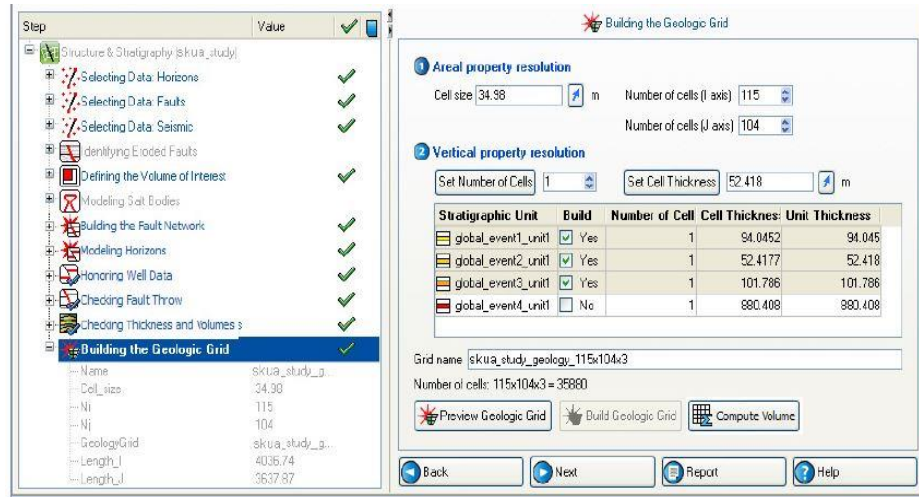 Step Value
Structure & Stratigraphy (skua_study)
Selecting Data: Horizons
Selecting Data: Faults
Selecting Data: Seismic
Identifying Eroded Faults
Defining the Volume of Interest
Modeling Salt Bodies
Building the Fault Network
Modeling Horizons
Honoring Well Data
Checking Fault Throw
Checking Thickness and Volumes s
Building the Geologic Grid
Name skua_study_g...
Cell_size 34.98
Ni 115
Nj 104
GeologyGrid skua_study_g...
Length_I 4036.74
Length_J 3637.87
Building the Geologic Grid
1 Areal property resolution
Cell size 34.98 m Number of cells (I axis) 115
Number of cells (J axis) 104
2 Vertical property resolution
Set Number of Cells 1 Set Cell Thickness 52.418 m
Stratigraphic Unit Build Number of Cell Cell Thicknes: Unit Thickness
global_event1_unit1 Yes 1 94.0452 94.045
global_event2_unit1 Yes 1 52.4177 52.418
global_event3_unit1 Yes 1 101.786 101.786
global_event4_unit1 No 1 880.408 880.408
Grid name skua_study_geology_115x104x3
Number of cells: 115x104x3 = 35880
Preview Geologic Grid Build Geologic Grid Compute Volume
Back Next Report Help